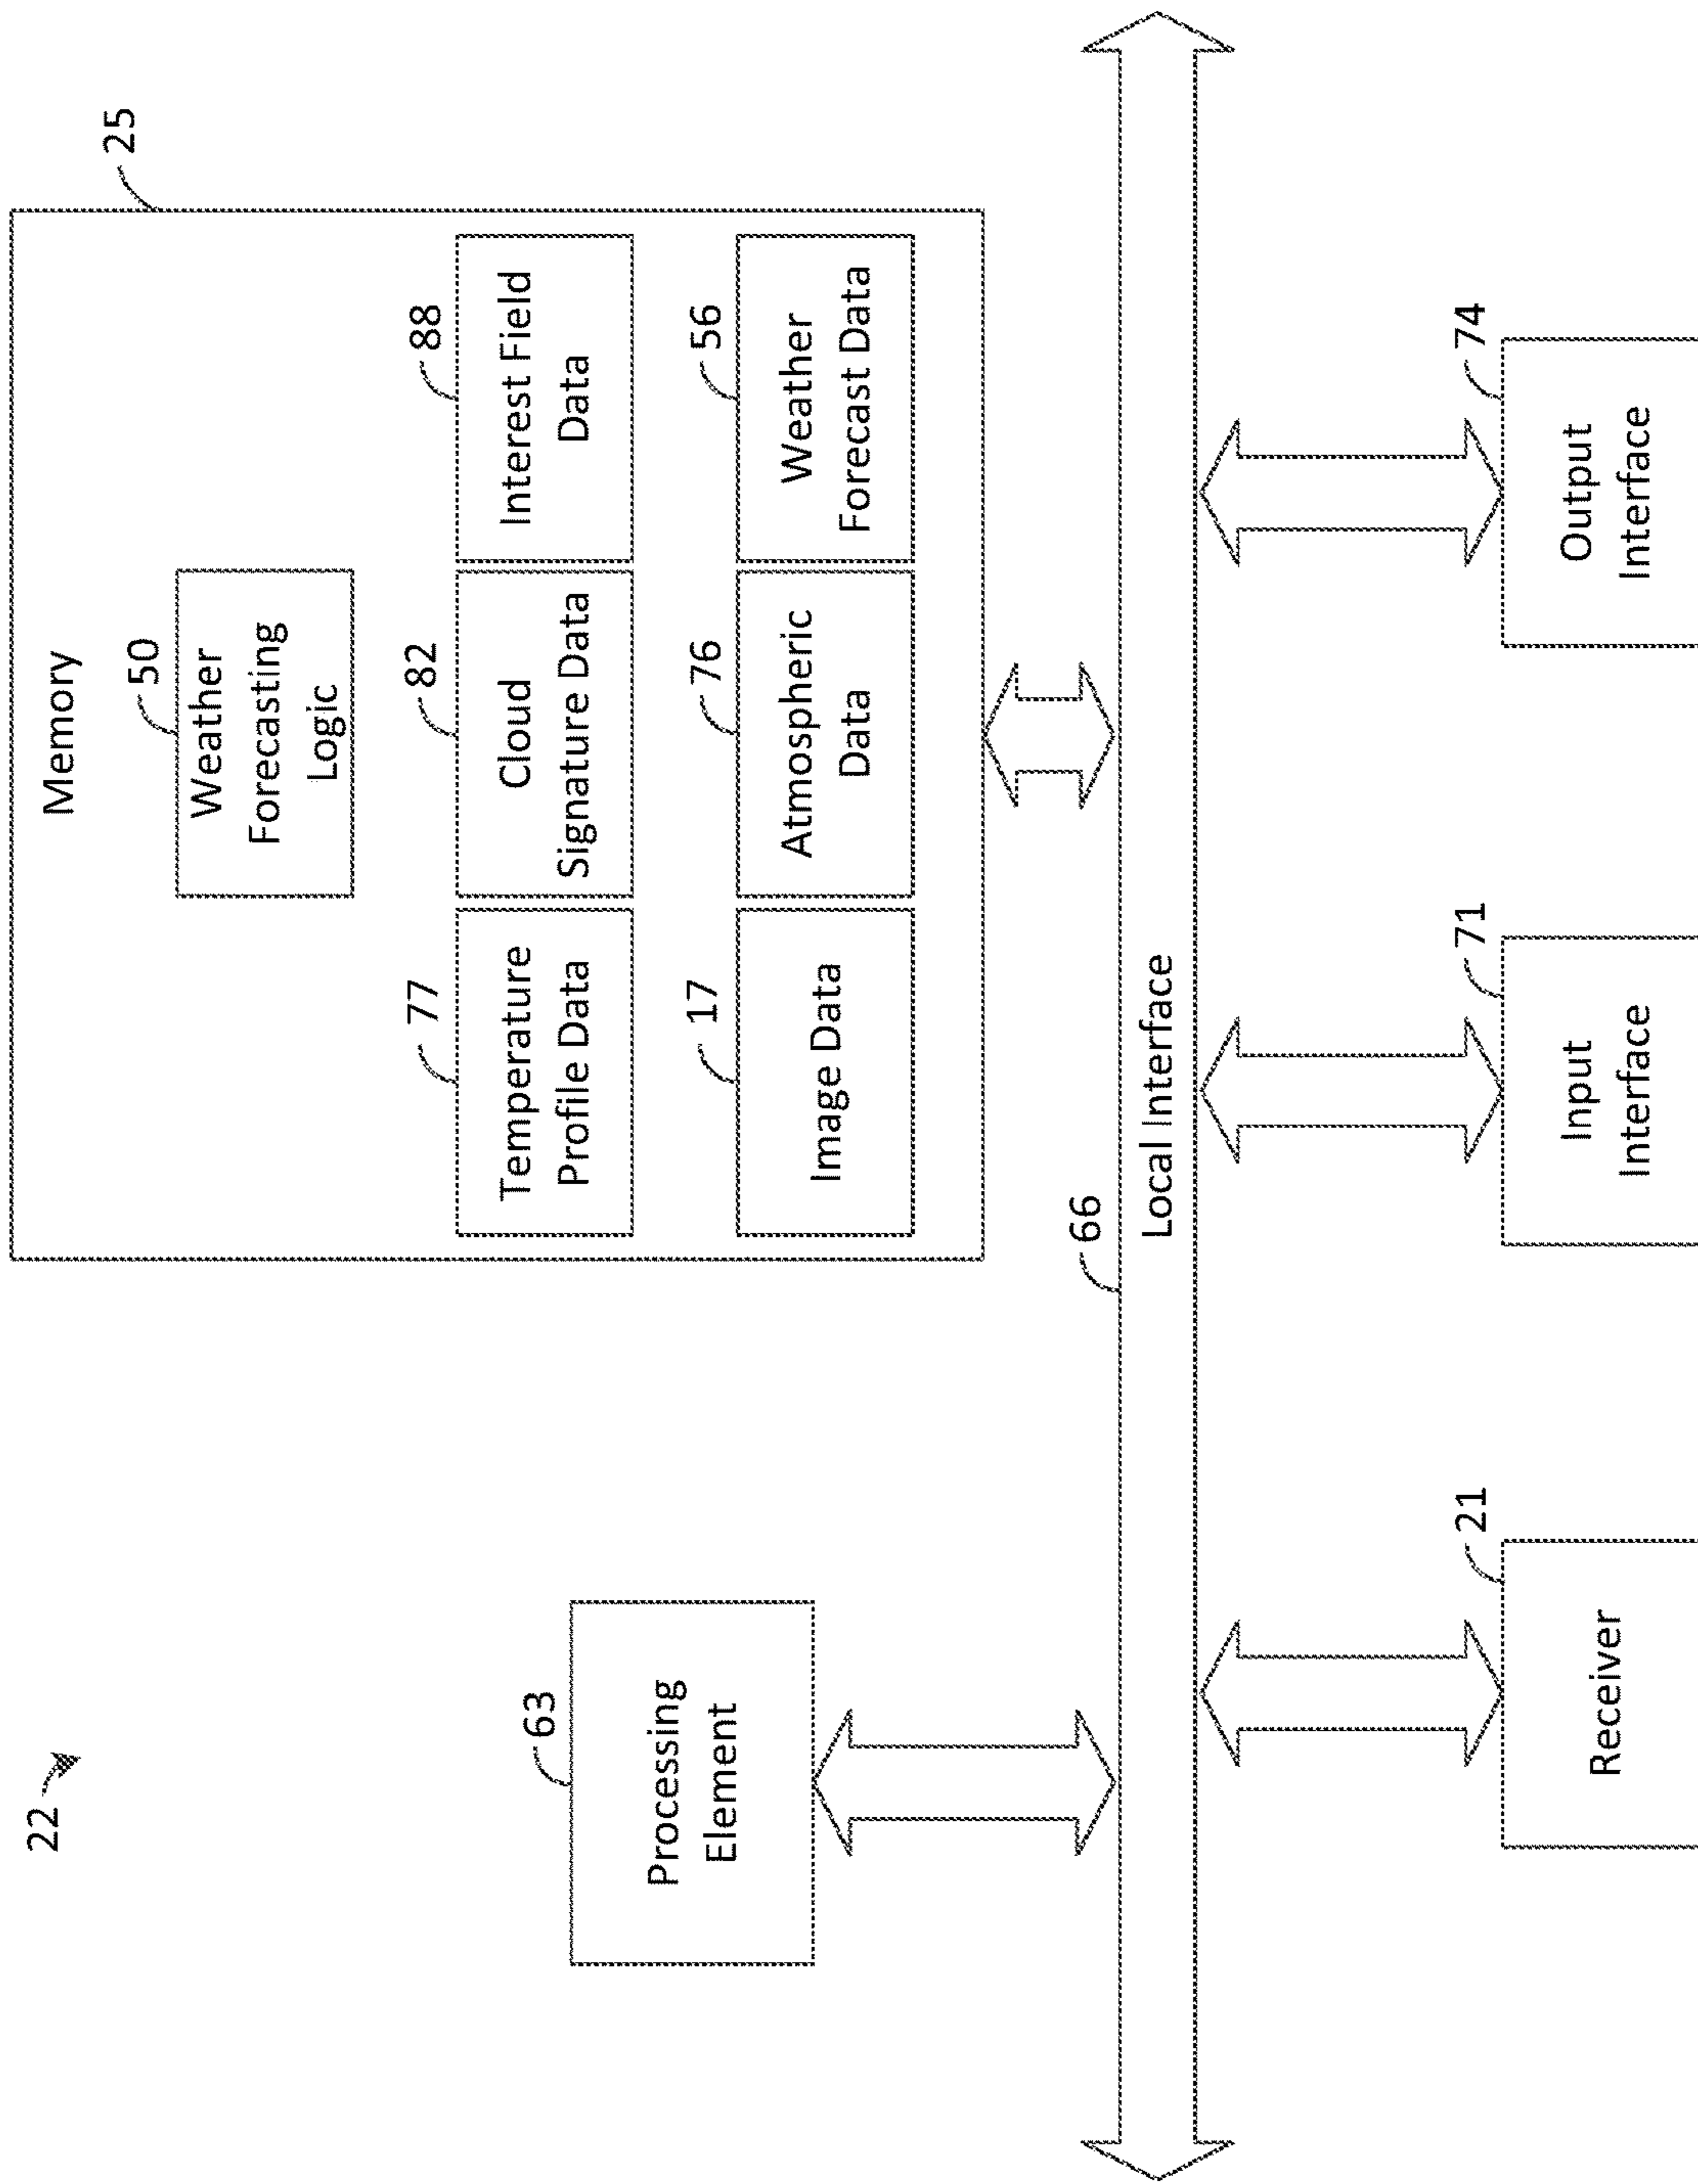 22
25
Memory
50
Weather
Forecasting
Logic
77
Temperature
Profile Data
82
Cloud
Signature Data
88
Interest Field
Data
17
Image Data
76
Atmospheric
Data
56
Weather
Forecast Data
63
Processing
Element
66
Local Interface
21
Receiver
71
Input
Interface
74
Output
Interface